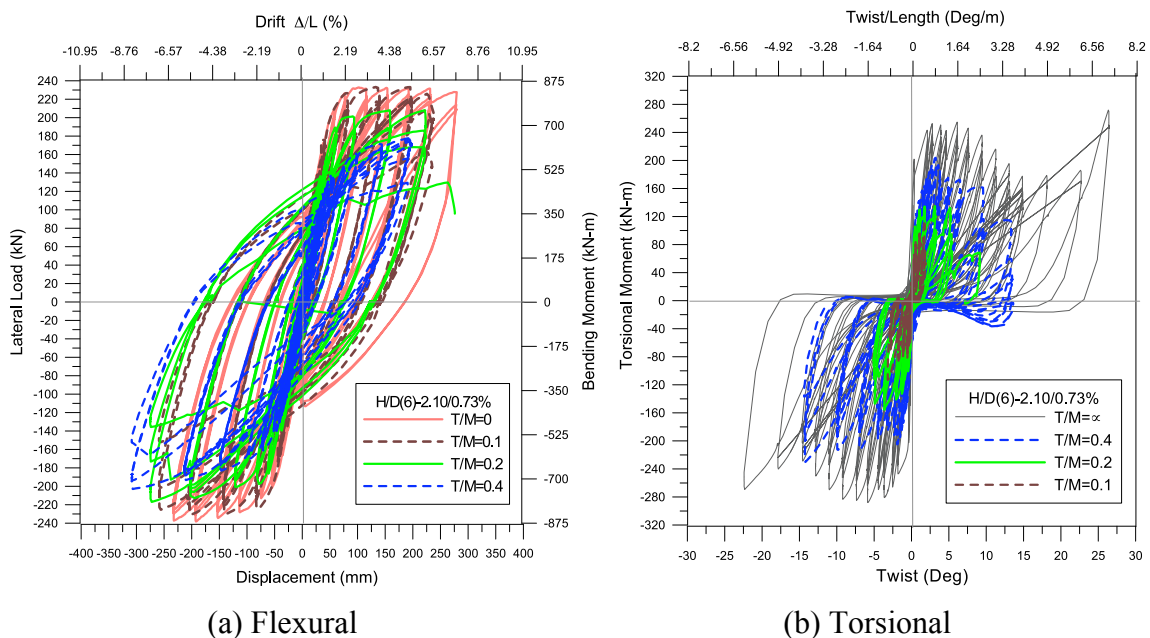 Drift Δ/L (%)
-10.95 -8.76 -6.57 -4.38 -2.19 0 2.19 4.38 6.57 8.76 10.95
240
220
200
180
160
140
120
100
80
60
40
20
0
-20
-40
-60
-80
-100
-120
-140
-160
-180
-200
-220
-240
Lateral Load (kN)
875
700
525
350
175
0
-175
-350
-525
-700
-875
Bending Moment (kN-m)
H/D(6)-2.10/0.73%
T/M=0
T/M=0.1
T/M=0.2
T/M=0.4
-400 -350 -300 -250 -200 -150 -100 -50 0 50 100 150 200 250 300 350 400
Displacement (mm)
(a) Flexural
Twist/Length (Deg/m)
-8.2 -6.56 -4.92 -3.28 -1.64 0 1.64 3.28 4.92 6.56 8.2
320
280
240
200
160
120
80
40
0
-40
-80
-120
-160
-200
-240
-280
-320
Torsional Moment (kN-m)
H/D(6)-2.10/0.73%
T/M=∝
T/M=0.4
T/M=0.2
T/M=0.1
-30 -25 -20 -15 -10 -5 0 5 10 15 20 25 30
Twist (Deg)
(b) Torsional